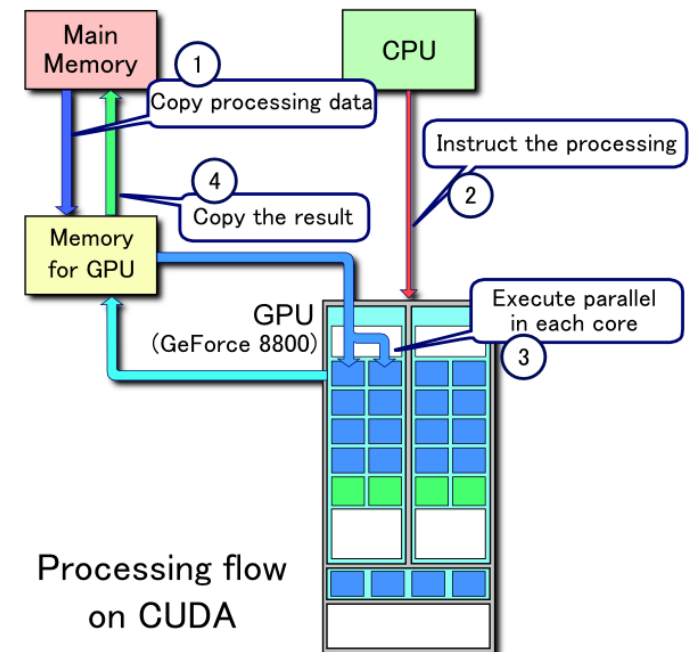 Main
Memory
CPU
1
Copy processing data
Instruct the processing
2
4
Copy the result
Memory
for GPU
GPU
(GeForce 8800)
Execute parallel
in each core
3
Processing flow
on CUDA